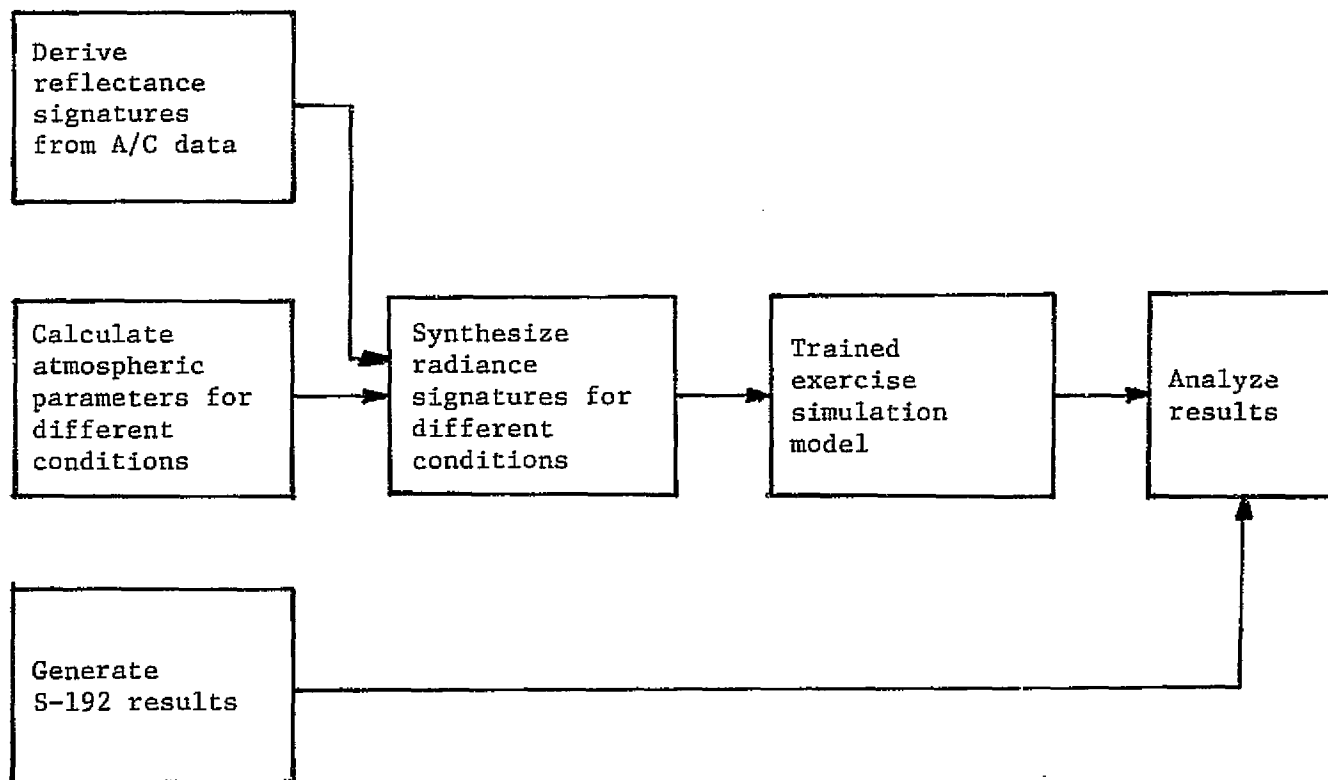 Derive
reflectance
signatures
from A/C data
Calculate
atmospheric
parameters for
different
conditions
Synthesize
radiance
signatures for
different
conditions
Trained
exercise
simulation
model
Analyze
results
Generate
S-192 results